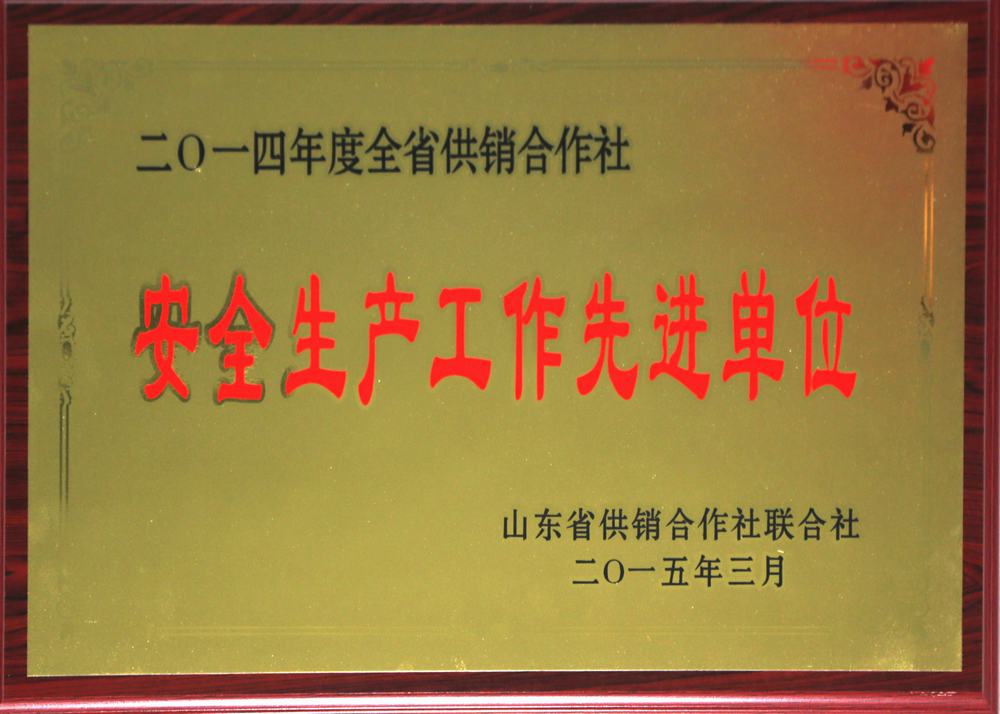 二〇一四年度全省供销合作社
安全生产工作先进单位
山东省供销合作社联合社
二〇一五年三月